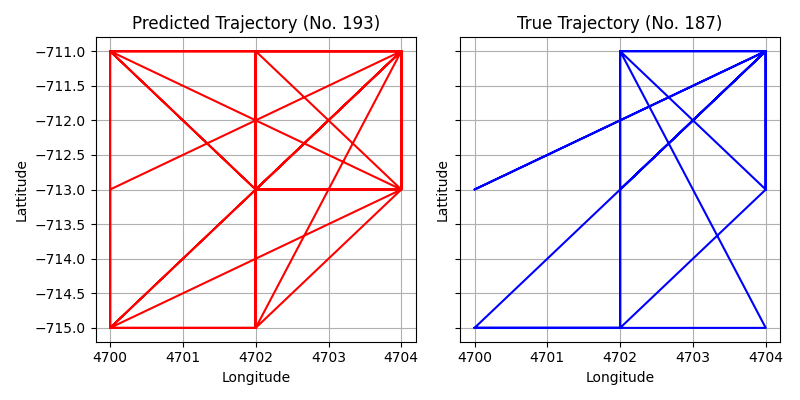 Predicted Trajectory (No. 193)
True Trajectory (No. 187)
−711.0
−711.5
−712.0
−712.5
−713.0
−713.5
−714.0
−714.5
−715.0
Lattitude
Lattitude
4700 4701 4702 4703 4704
4700 4701 4702 4703 4704
Longitude
Longitude